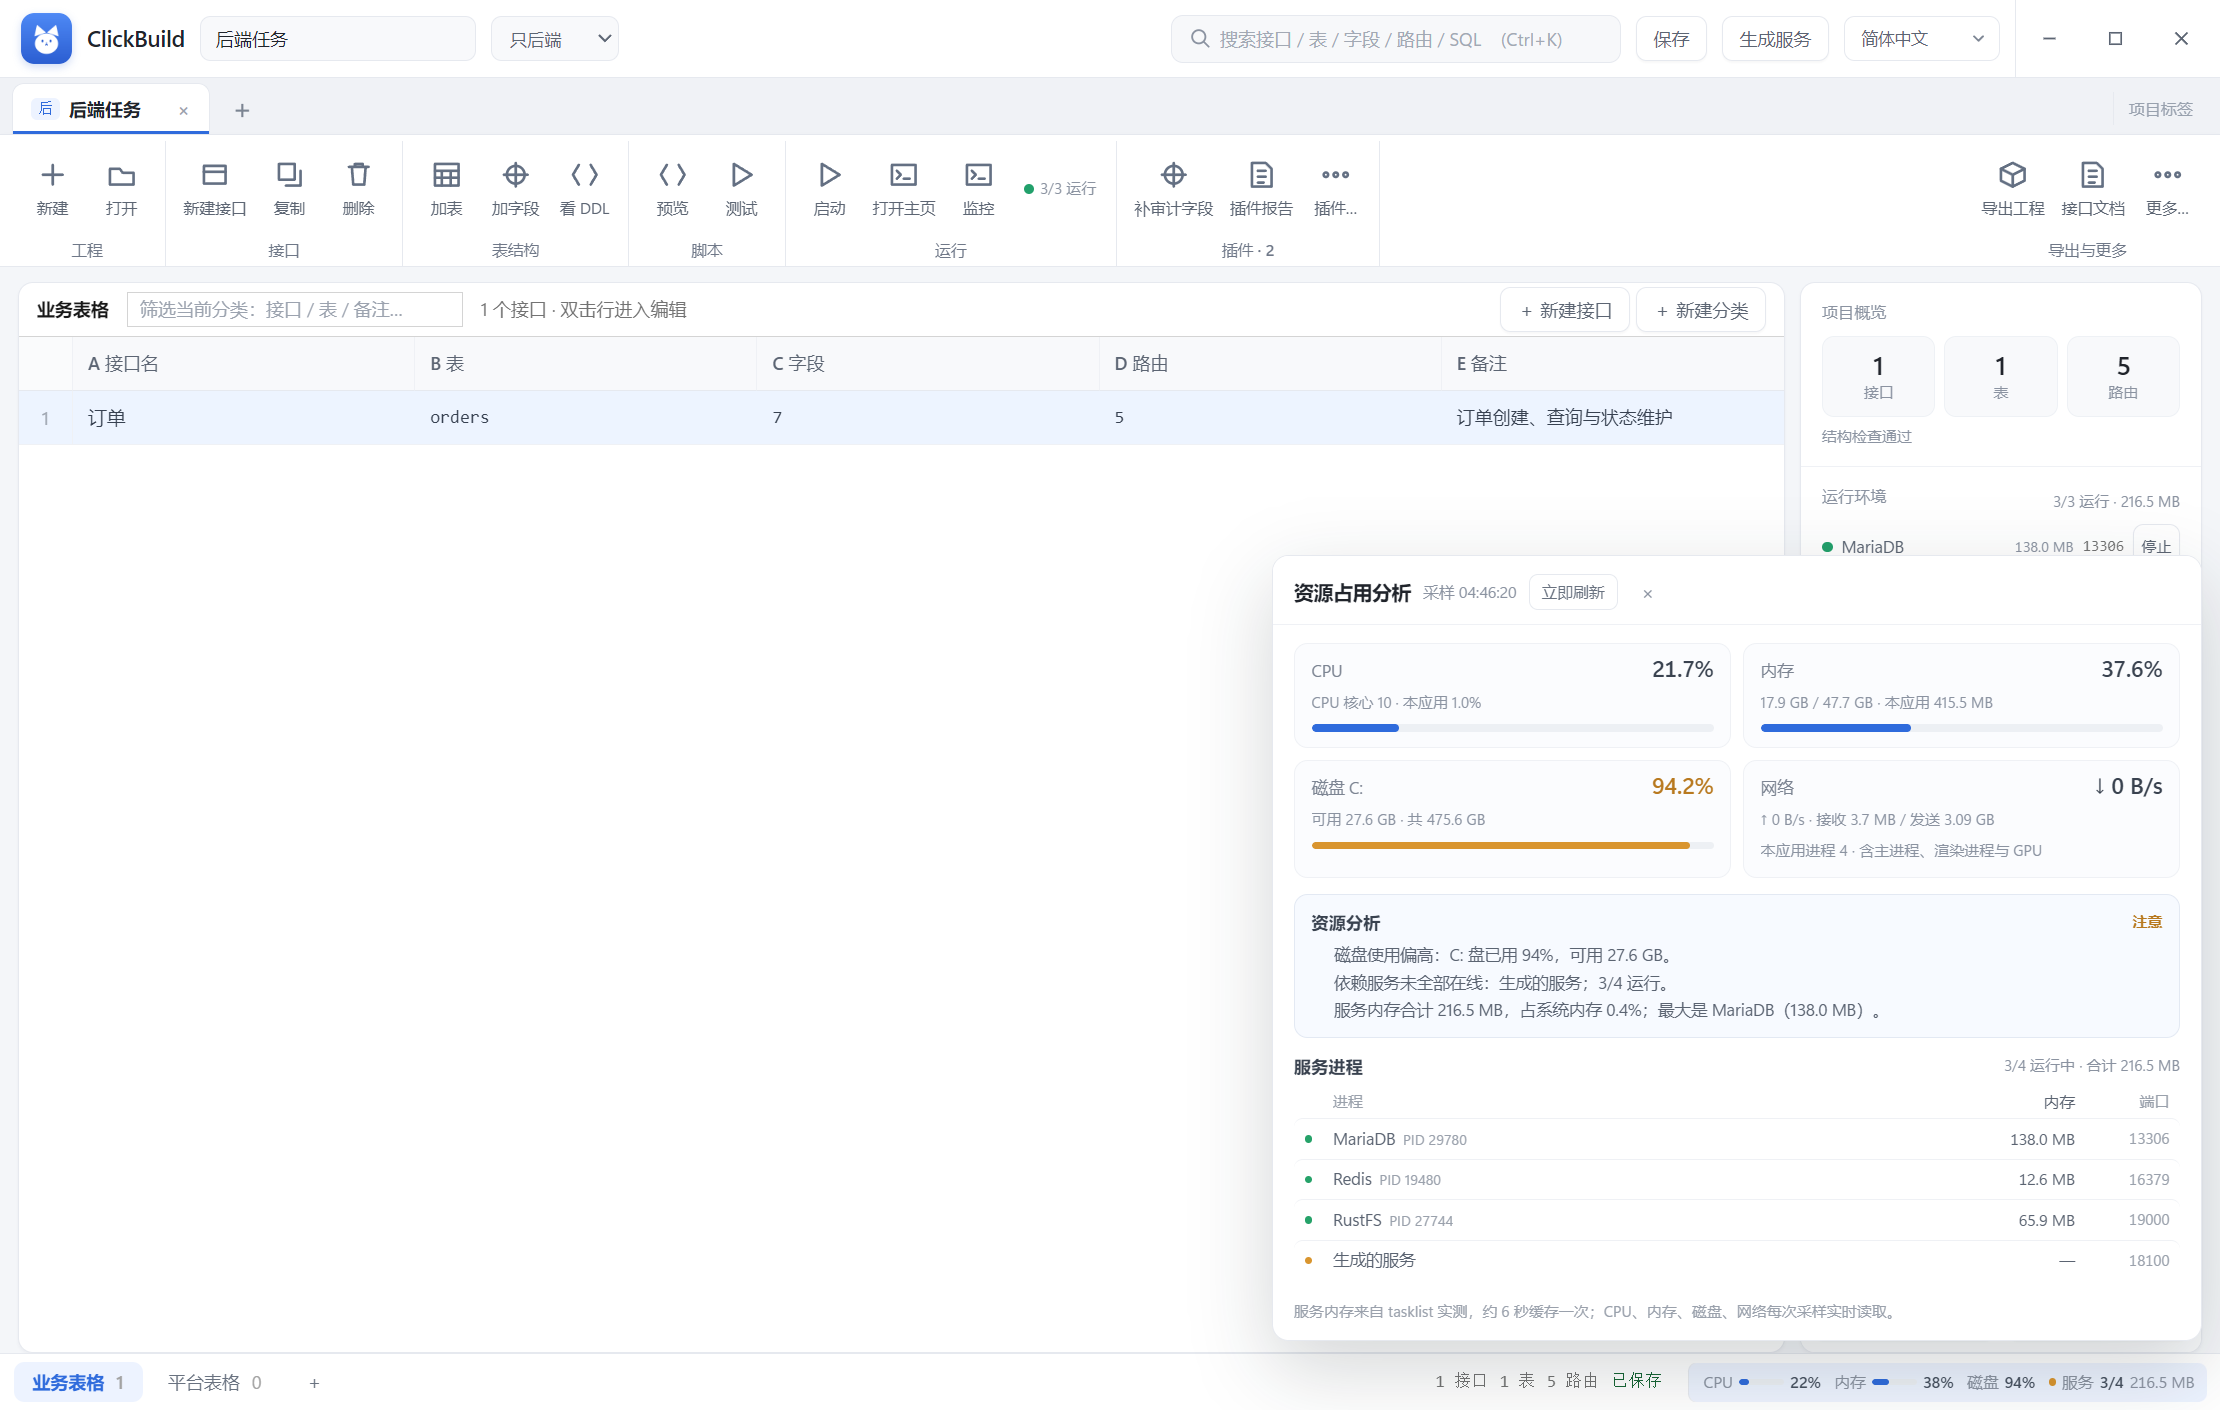 ClickBuild
后端任务
只后端
搜索接口 / 表 / 字段 / 路由 / SQL (Ctrl+K)
保存
生成服务
简体中文
后 后端任务 ×
+
项目标签
新建
打开
工程
新建接口
复制
删除
接口
加表
加字段
看 DDL
表结构
预览
测试
脚本
启动
打开主页
监控
3/3 运行
运行
补审计字段
插件报告
插件...
插件 · 2
导出工程
接口文档
更多...
导出与更多
业务表格
筛选当前分类：接口 / 表 / 备注...
1 个接口 · 双击行进入编辑
+ 新建接口
+ 新建分类
A 接口名 B 表 C 字段 D 路由 E 备注
1 订单 orders 7 5 订单创建、查询与状态维护
项目概览
1 接口
1 表
5 路由
结构检查通过
运行环境 3/3 运行 · 216.5 MB
MariaDB 138.0 MB 13306 停止
资源占用分析 采样 04:46:20 立即刷新 ×
CPU 21.7%
CPU 核心 10 · 本应用 1.0%
内存 37.6%
17.9 GB / 47.7 GB · 本应用 415.5 MB
磁盘 C: 94.2%
可用 27.6 GB · 共 475.6 GB
网络 ↓ 0 B/s
↑ 0 B/s · 接收 3.7 MB / 发送 3.09 GB
本应用进程 4 · 含主进程、渲染进程与 GPU
资源分析 注意
磁盘使用偏高：C: 盘已用 94%，可用 27.6 GB。
依赖服务未全部在线：生成的服务；3/4 运行。
服务内存合计 216.5 MB，占系统内存 0.4%；最大是 MariaDB（138.0 MB）。
服务进程 3/4 运行中 · 合计 216.5 MB
进程 内存 端口
MariaDB PID 29780 138.0 MB 13306
Redis PID 19480 12.6 MB 16379
RustFS PID 27744 65.9 MB 19000
生成的服务 — 18100
服务内存来自 tasklist 实测，约 6 秒缓存一次；CPU、内存、磁盘、网络每次采样实时读取。
业务表格 1
平台表格 0
+
1 接口 1 表 5 路由 已保存
CPU 22% 内存 38% 磁盘 94% 服务 3/4 216.5 MB